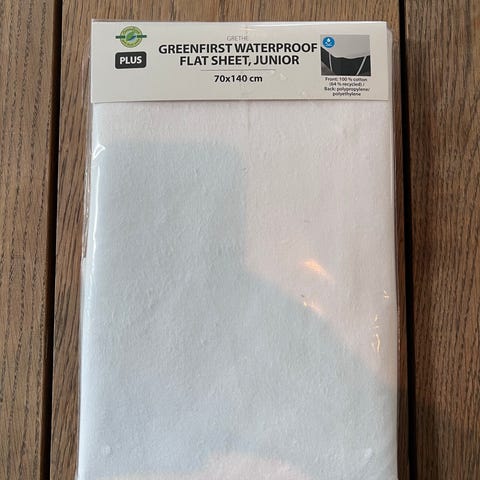 GRETHE
GREENFIRST WATERPROOF
FLAT SHEET, JUNIOR
70x140 cm
PLUS
Front: 100 % cotton
(64 % recycled) /
Back: polypropylene/
polyethylene